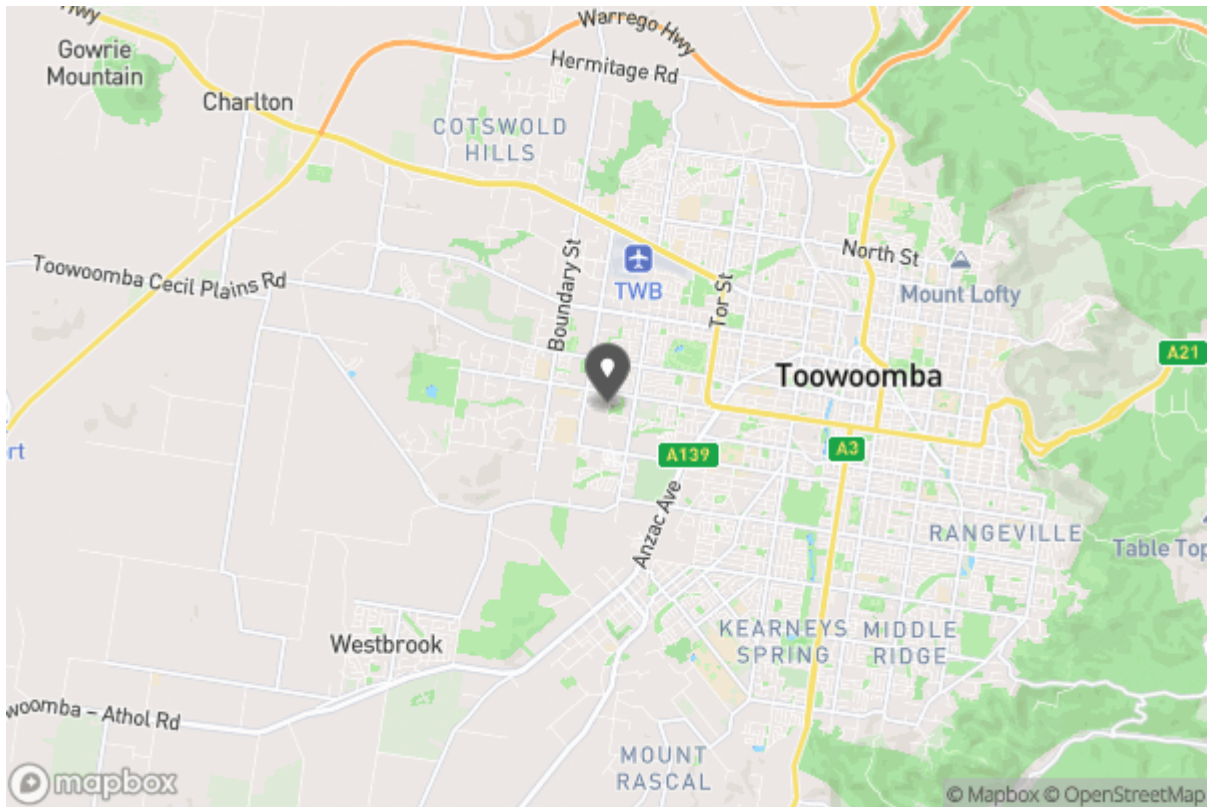 Hwy
Warrego Hwy
Gowrie
Mountain
Hermitage Rd
Charlton
COTSWOLD
HILLS
North St
Toowoomba Cecil Plains Rd
Boundary St
TWB
Tor St
Mount Lofty
A21
Toowoomba
rt
A139
A3
Anzac Ave
RANGEVILLE
Table Top
KEARNEYS
SPRING
MIDDLE
RIDGE
Westbrook
woomba – Athol Rd
MOUNT
RASCAL
mapbox
© Mapbox © OpenStreetMap